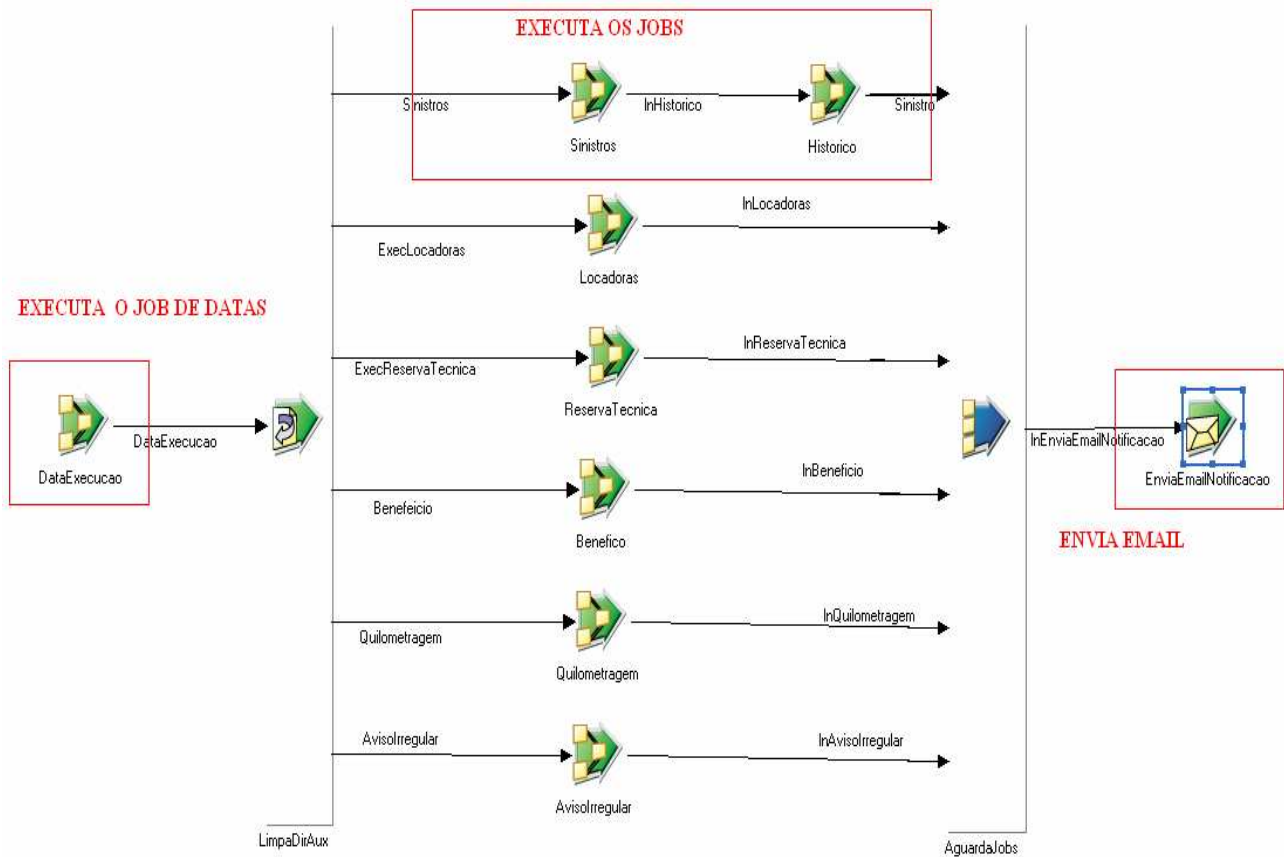 EXECUTA OS JOBS
Sinistros
InHistorico
Sinistro
Sinistros
Historico
InLocadoras
ExecLocadoras
Locadoras
EXECUTA O JOB DE DATAS
InReservaTecnica
ExecReservaTecnica
ReservaTecnica
DataExecucao
DataExecucao
InEnviaEmailNotificacao
EnviaEmailNotificacao
InBeneficio
Benefeicio
Benefico
ENVIA EMAIL
InQuilometragem
Quilometragem
Quilometragem
AvisoIrregular
InAvisoIrregular
AvisoIrregular
LimpaDirAux
AguardaJobs